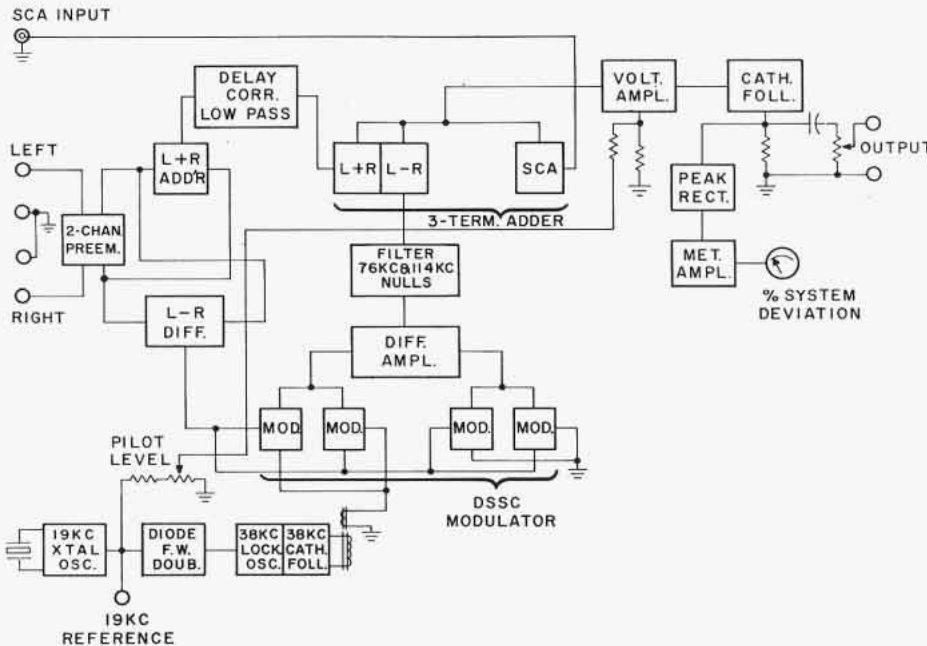 SCA INPUT
DELAY
CORR.
LOW PASS
VOLT.
AMPL.
CATH.
FOLL.
LEFT
L+R
ADD'R
L+R
L-R
SCA
OUTPUT
PEAK
RECT.
3-TERM. ADDER
2-CHAN.
PREEM.
FILTER
76KC&114KC
NULLS
MET.
AMPL.
RIGHT
L-R
DIFF.
% SYSTEM
DEVIATION
DIFF.
AMPL.
MOD.
MOD.
MOD.
MOD.
PILOT
LEVEL
DSSC
MODULATOR
19KC
XTAL
OSC.
DIODE
F.W.
DOUB.
38KC
LOCK
OSC.
38KC
CATH.
FOLL.
19KC
REFERENCE